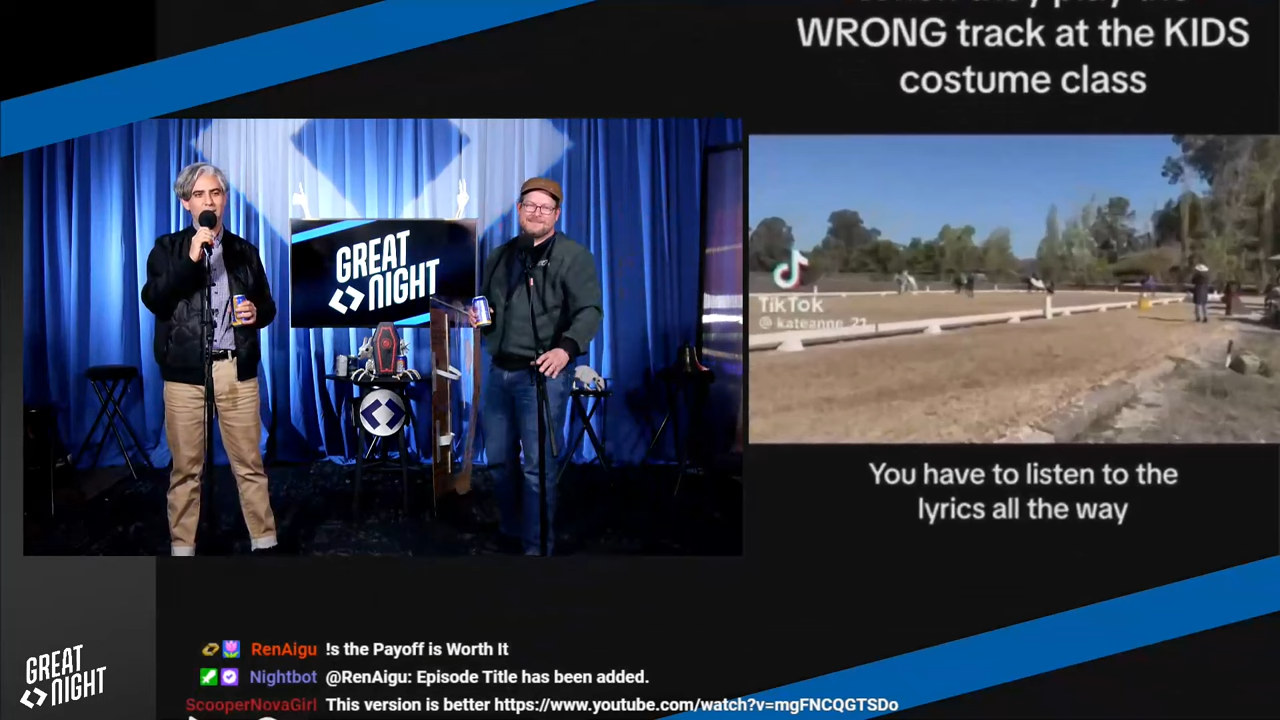 WRONG track at the KIDS
costume class
GREAT
NIGHT
TikTok
@kateanne_21
You have to listen to the
lyrics all the way
RenAigu !s the Payoff is Worth It
Nightbot @RenAigu: Episode Title has been added.
ScooperNovaGirl This version is better https://www.youtube.com/watch?v=mgFNCQGTSDo
GREAT
NIGHT